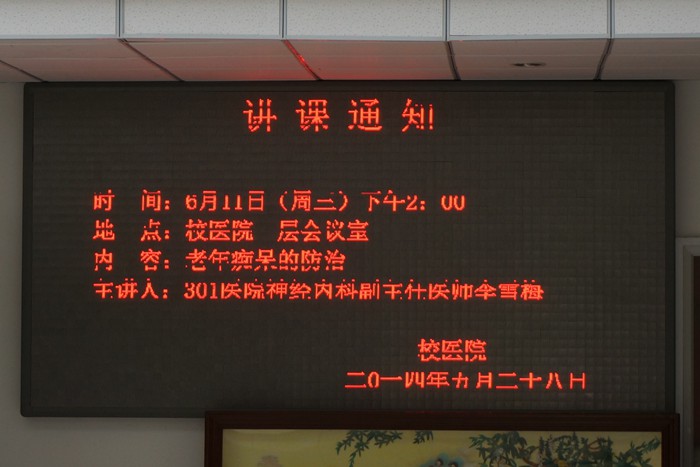 讲课通知
时 间：6月11日（周三）下午2：00
地 点：校医院 层会议室
内 容：老年痴呆的防治
主讲人：301医院神经内科副主任医师李雪梅
校医院
二0一四年五月二十八日